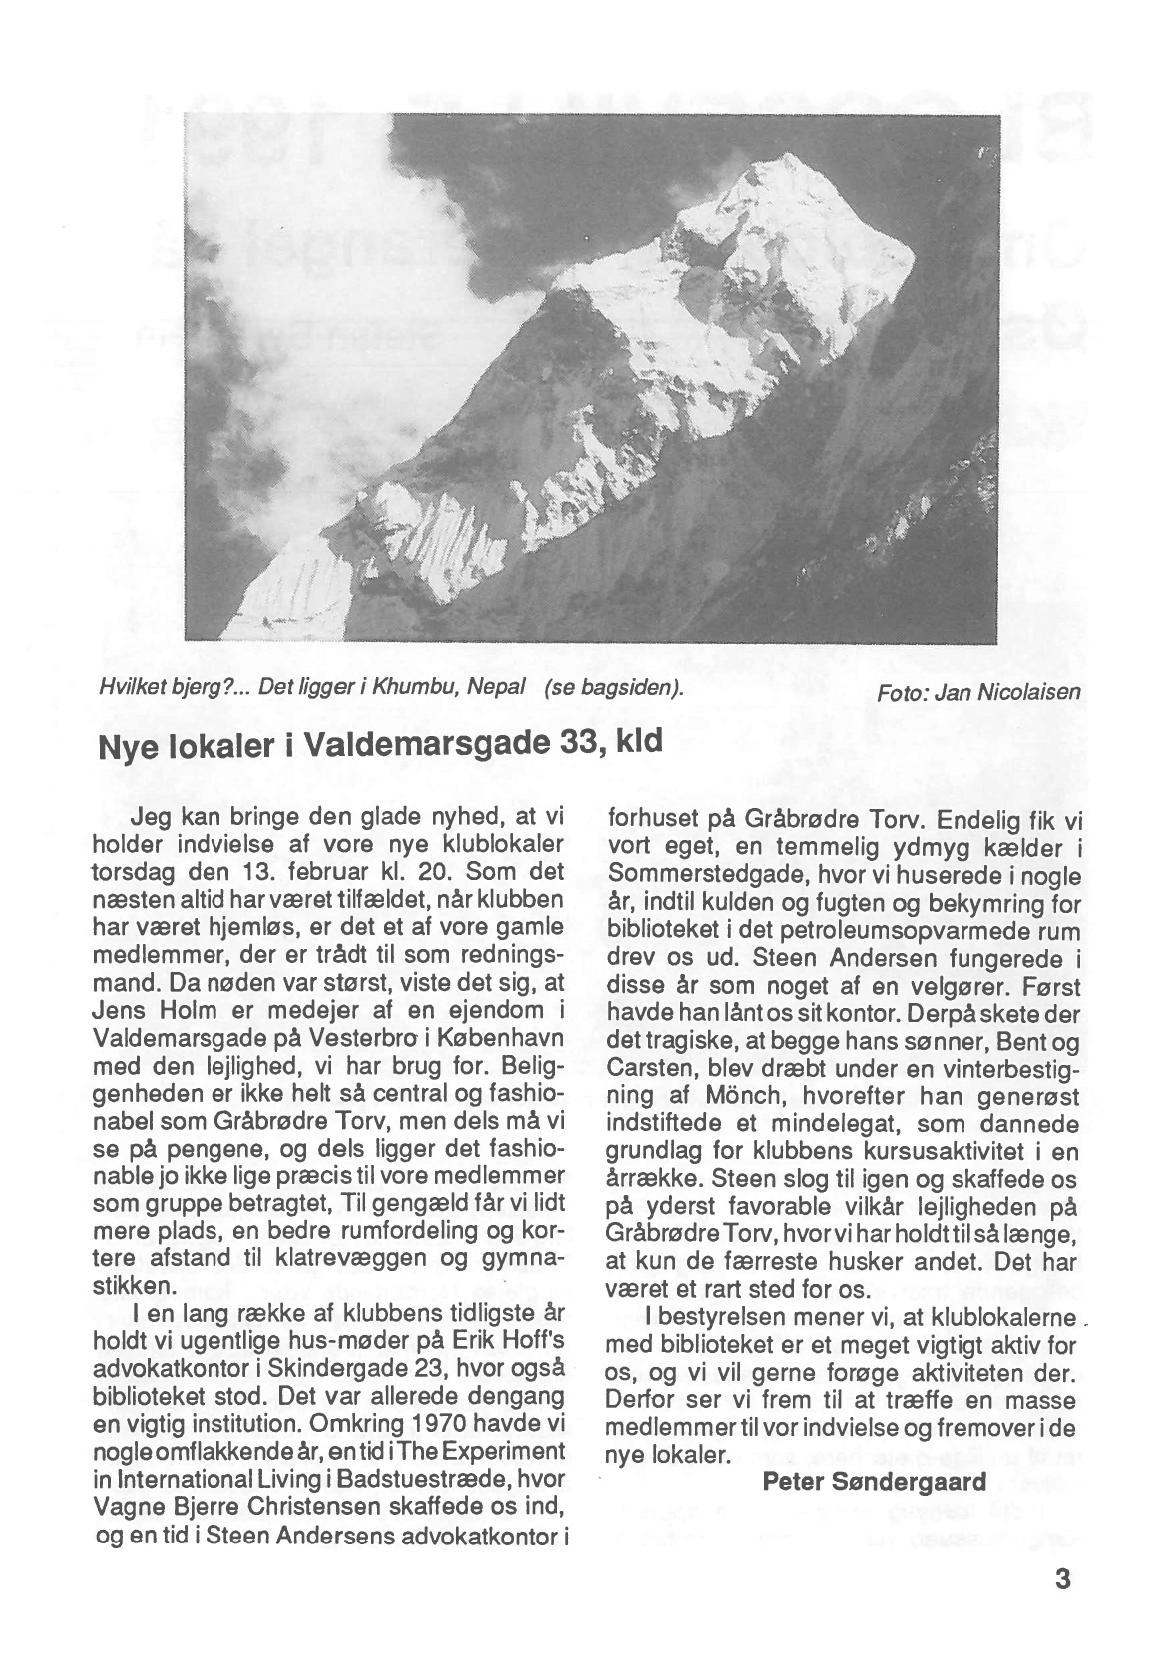 Hvilket bjerg?... Det ligger i Khumbu, Nepal (se bagsiden).
Foto: Jan Nicolaisen
Nye lokaler i Valdemarsgade 33, kld
Jeg kan bringe den glade nyhed, at vi
holder indvielse af vore nye klublokaler
torsdag den 13. februar kl. 20. Som det
næsten altid har været tilfældet, når klubben
har været hjemløs, er det et af vore gamle
medlemmer, der er trådt til som rednings-
mand. Da nøden var størst, viste det sig, at
Jens Holm er medejer af en ejendom i
Valdemarsgade på Vesterbro i København
med den lejlighed, vi har brug for. Belig-
genheden er ikke helt så central og fashio-
nabel som Gråbrødre Torv, men dels må vi
se på pengene, og dels ligger det fashio-
nable jo ikke lige præcis til vore medlemmer
som gruppe betragtet, Til gengæld får vi lidt
mere plads, en bedre rumfordeling og kor-
tere afstand til klatrevæggen og gymna-
stikken.
I en lang række af klubbens tidligste år
holdt vi ugentlige hus-møder på Erik Hoff's
advokatkontor i Skindergade 23, hvor også
biblioteket stod. Det var allerede dengang
en vigtig institution. Omkring 1970 havde vi
nogle omflakkende år, en tid i The Experiment
in International Living i Badstuestræde, hvor
Vagne Bjerre Christensen skaffede os ind,
og en tid i Steen Andersens advokatkontor i
forhuset på Gråbrødre Torv. Endelig fik vi
vort eget, en temmelig ydmyg kælder i
Sommerstedgade, hvor vi huserede i nogle
år, indtil kulden og fugten og bekymring for
biblioteket i det petroleumsopvarmede rum
drev os ud. Steen Andersen fungerede i
disse år som noget af en velgører. Først
havde han lånt os sit kontor. Derpå skete der
det tragiske, at begge hans sønner, Bent og
Carsten, blev dræbt under en vinterbestig-
ning af Mönch, hvorefter han generøst
indstiftede et mindelegat, som dannede
grundlag for klubbens kursusaktivitet i en
årrække. Steen slog til igen og skaffede os
på yderst favorable vilkår lejligheden på
Gråbrødre Torv, hvor vi har holdt til så længe,
at kun de færreste husker andet. Det har
været et rart sted for os.
I bestyrelsen mener vi, at klublokalerne
med biblioteket er et meget vigtigt aktiv for
os, og vi vil gerne forøge aktiviteten der.
Derfor ser vi frem til at træffe en masse
medlemmer til vor indvielse og fremover i de
nye lokaler.
Peter Søndergaard
3